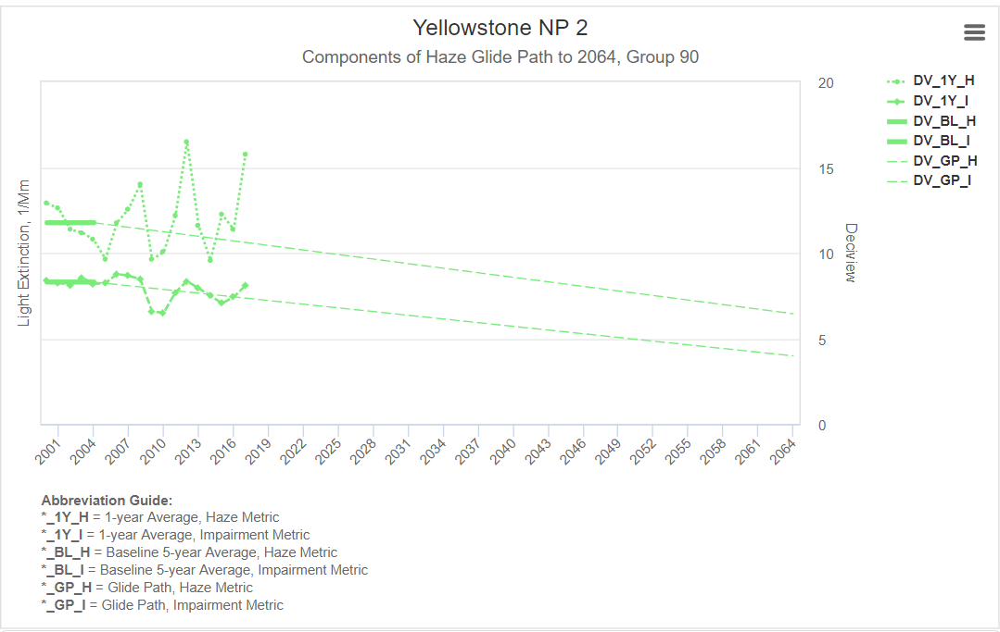 Yellowstone NP 2
Components of Haze Glide Path to 2064, Group 90
Light Extinction, 1/Mm
20
15
10
5
0
Deciview
DV_1Y_H
DV_1Y_I
DV_BL_H
DV_BL_I
DV_GP_H
DV_GP_I
2001 2004 2007 2010 2013 2016 2019 2022 2025 2028 2031 2034 2037 2040 2043 2046 2049 2052 2055 2058 2061 2064
Abbreviation Guide:
*_1Y_H = 1-year Average, Haze Metric
*_1Y_I = 1-year Average, Impairment Metric
*_BL_H = Baseline 5-year Average, Haze Metric
*_BL_I = Baseline 5-year Average, Impairment Metric
*_GP_H = Glide Path, Haze Metric
*_GP_I = Glide Path, Impairment Metric